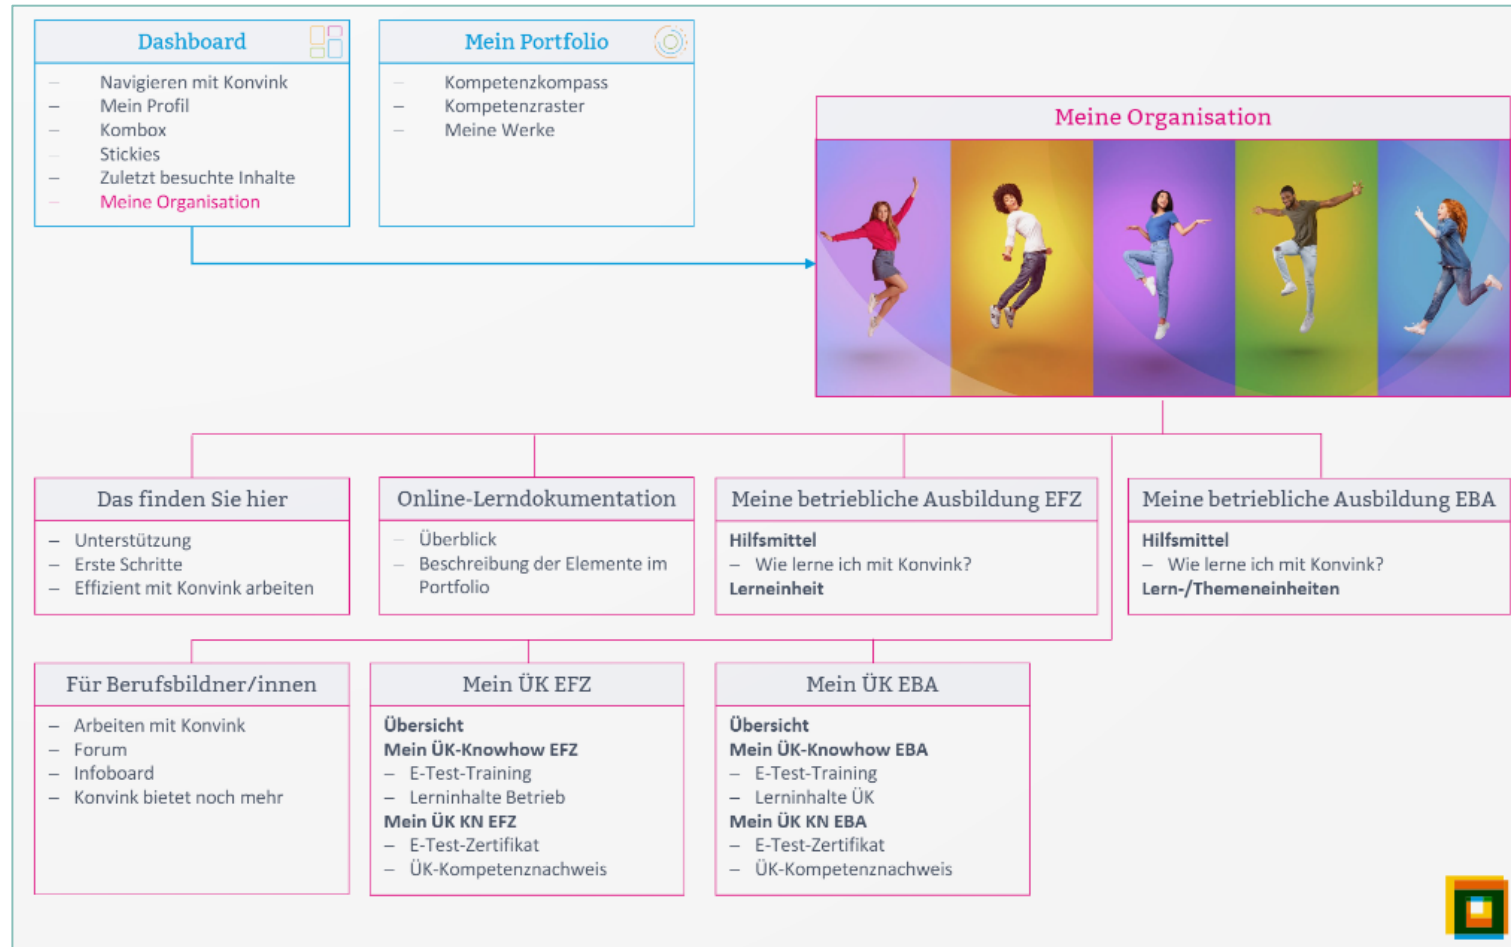 Dashboard
– Navigieren mit Konvink
– Mein Profil
– Kombox
– Stickies
– Zuletzt besuchte Inhalte
– Meine Organisation
Mein Portfolio
– Kompetenzkompass
– Kompetenzraster
– Meine Werke
Meine Organisation
Das finden Sie hier
– Unterstützung
– Erste Schritte
– Effizient mit Konvink arbeiten
Online-Lerndokumentation
– Überblick
– Beschreibung der Elemente im
Portfolio
Meine betriebliche Ausbildung EFZ
Hilfsmittel
– Wie lerne ich mit Konvink?
Lerneinheit
Meine betriebliche Ausbildung EBA
Hilfsmittel
– Wie lerne ich mit Konvink?
Lern-/Themeneinheiten
Für Berufsbildner/innen
– Arbeiten mit Konvink
– Forum
– Infoboard
– Konvink bietet noch mehr
Mein ÜK EFZ
Übersicht
Mein ÜK-Knowhow EFZ
– E-Test-Training
– Lerninhalte Betrieb
Mein ÜK KN EFZ
– E-Test-Zertifikat
– ÜK-Kompetenznachweis
Mein ÜK EBA
Übersicht
Mein ÜK-Knowhow EBA
– E-Test-Training
– Lerninhalte ÜK
Mein ÜK KN EBA
– E-Test-Zertifikat
– ÜK-Kompetenznachweis